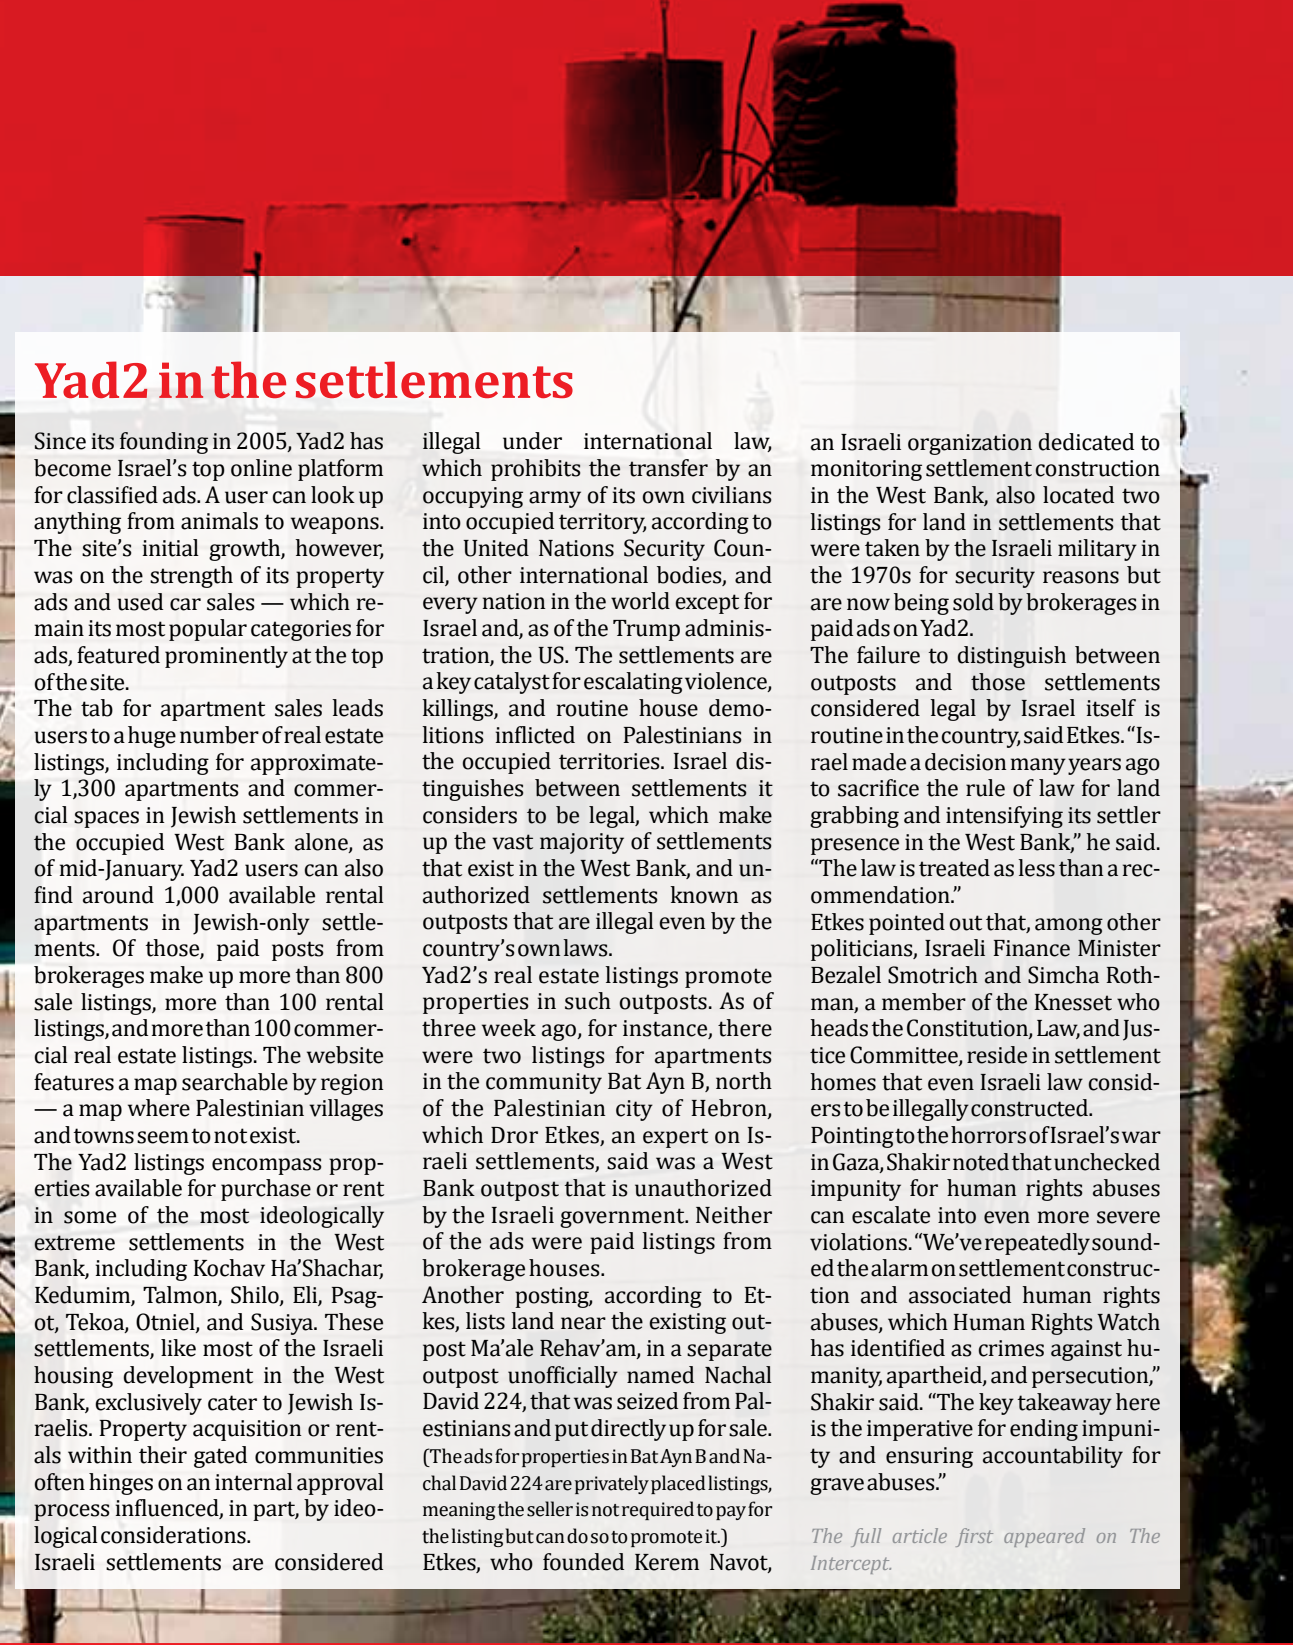 Yad2 in the settlements
Since its founding in 2005, Yad2 has
become Israel's top online platform
for classified ads. A user can look up
anything from animals to weapons.
The site's initial growth, however,
was on the strength of its property
ads and used car sales — which re-
main its most popular categories for
ads, featured prominently at the top
of the site.
The tab for apartment sales leads
users to a huge number of real estate
listings, including for approximate-
ly 1,300 apartments and commer-
cial spaces in Jewish settlements in
the occupied West Bank alone, as
of mid-January. Yad2 users can also
find around 1,000 available rental
apartments in Jewish-only settle-
ments. Of those, paid posts from
brokerages make up more than 800
sale listings, more than 100 rental
listings, and more than 100 commer-
cial real estate listings. The website
features a map searchable by region
— a map where Palestinian villages
and towns seem to not exist.
The Yad2 listings encompass prop-
erties available for purchase or rent
in some of the most ideologically
extreme settlements in the West
Bank, including Kochav Ha'Shachar,
Kedumim, Talmon, Shilo, Eli, Psag-
ot, Tekoa, Otniel, and Susiya. These
settlements, like most of the Israeli
housing development in the West
Bank, exclusively cater to Jewish Is-
raelis. Property acquisition or rent-
als within their gated communities
often hinges on an internal approval
process influenced, in part, by ideo-
logical considerations.
Israeli settlements are considered
illegal under international law,
which prohibits the transfer by an
occupying army of its own civilians
into occupied territory, according to
the United Nations Security Coun-
cil, other international bodies, and
every nation in the world except for
Israel and, as of the Trump adminis-
tration, the US. The settlements are
a key catalyst for escalating violence,
killings, and routine house demo-
litions inflicted on Palestinians in
the occupied territories. Israel dis-
tinguishes between settlements it
considers to be legal, which make
up the vast majority of settlements
that exist in the West Bank, and un-
authorized settlements known as
outposts that are illegal even by the
country's own laws.
Yad2's real estate listings promote
properties in such outposts. As of
three week ago, for instance, there
were two listings for apartments
in the community Bat Ayn B, north
of the Palestinian city of Hebron,
which Dror Etkes, an expert on Is-
raeli settlements, said was a West
Bank outpost that is unauthorized
by the Israeli government. Neither
of the ads were paid listings from
brokerage houses.
Another posting, according to Et-
kes, lists land near the existing out-
post Ma'ale Rehav'am, in a separate
outpost unofficially named Nachal
David 224, that was seized from Pal-
estinians and put directly up for sale.
(The ads for properties in Bat Ayn B and Na-
chal David 224 are privately placed listings,
meaning the seller is not required to pay for
the listing but can do so to promote it.)
Etkes, who founded Kerem Navot,
an Israeli organization dedicated to
monitoring settlement construction
in the West Bank, also located two
listings for land in settlements that
were taken by the Israeli military in
the 1970s for security reasons but
are now being sold by brokerages in
paid ads on Yad2.
The failure to distinguish between
outposts and those settlements
considered legal by Israel itself is
routine in the country, said Etkes. “Is-
rael made a decision many years ago
to sacrifice the rule of law for land
grabbing and intensifying its settler
presence in the West Bank,” he said.
“The law is treated as less than a rec-
ommendation.”
Etkes pointed out that, among other
politicians, Israeli Finance Minister
Bezalel Smotrich and Simcha Roth-
man, a member of the Knesset who
heads the Constitution, Law, and Jus-
tice Committee, reside in settlement
homes that even Israeli law consid-
ers to be illegally constructed.
Pointing to the horrors of Israel's war
in Gaza, Shakir noted that unchecked
impunity for human rights abuses
can escalate into even more severe
violations. “We've repeatedly sound-
ed the alarm on settlement construc-
tion and associated human rights
abuses, which Human Rights Watch
has identified as crimes against hu-
manity, apartheid, and persecution,”
Shakir said. “The key takeaway here
is the imperative for ending impuni-
ty and ensuring accountability for
grave abuses.”
The full article first appeared on The
Intercept.